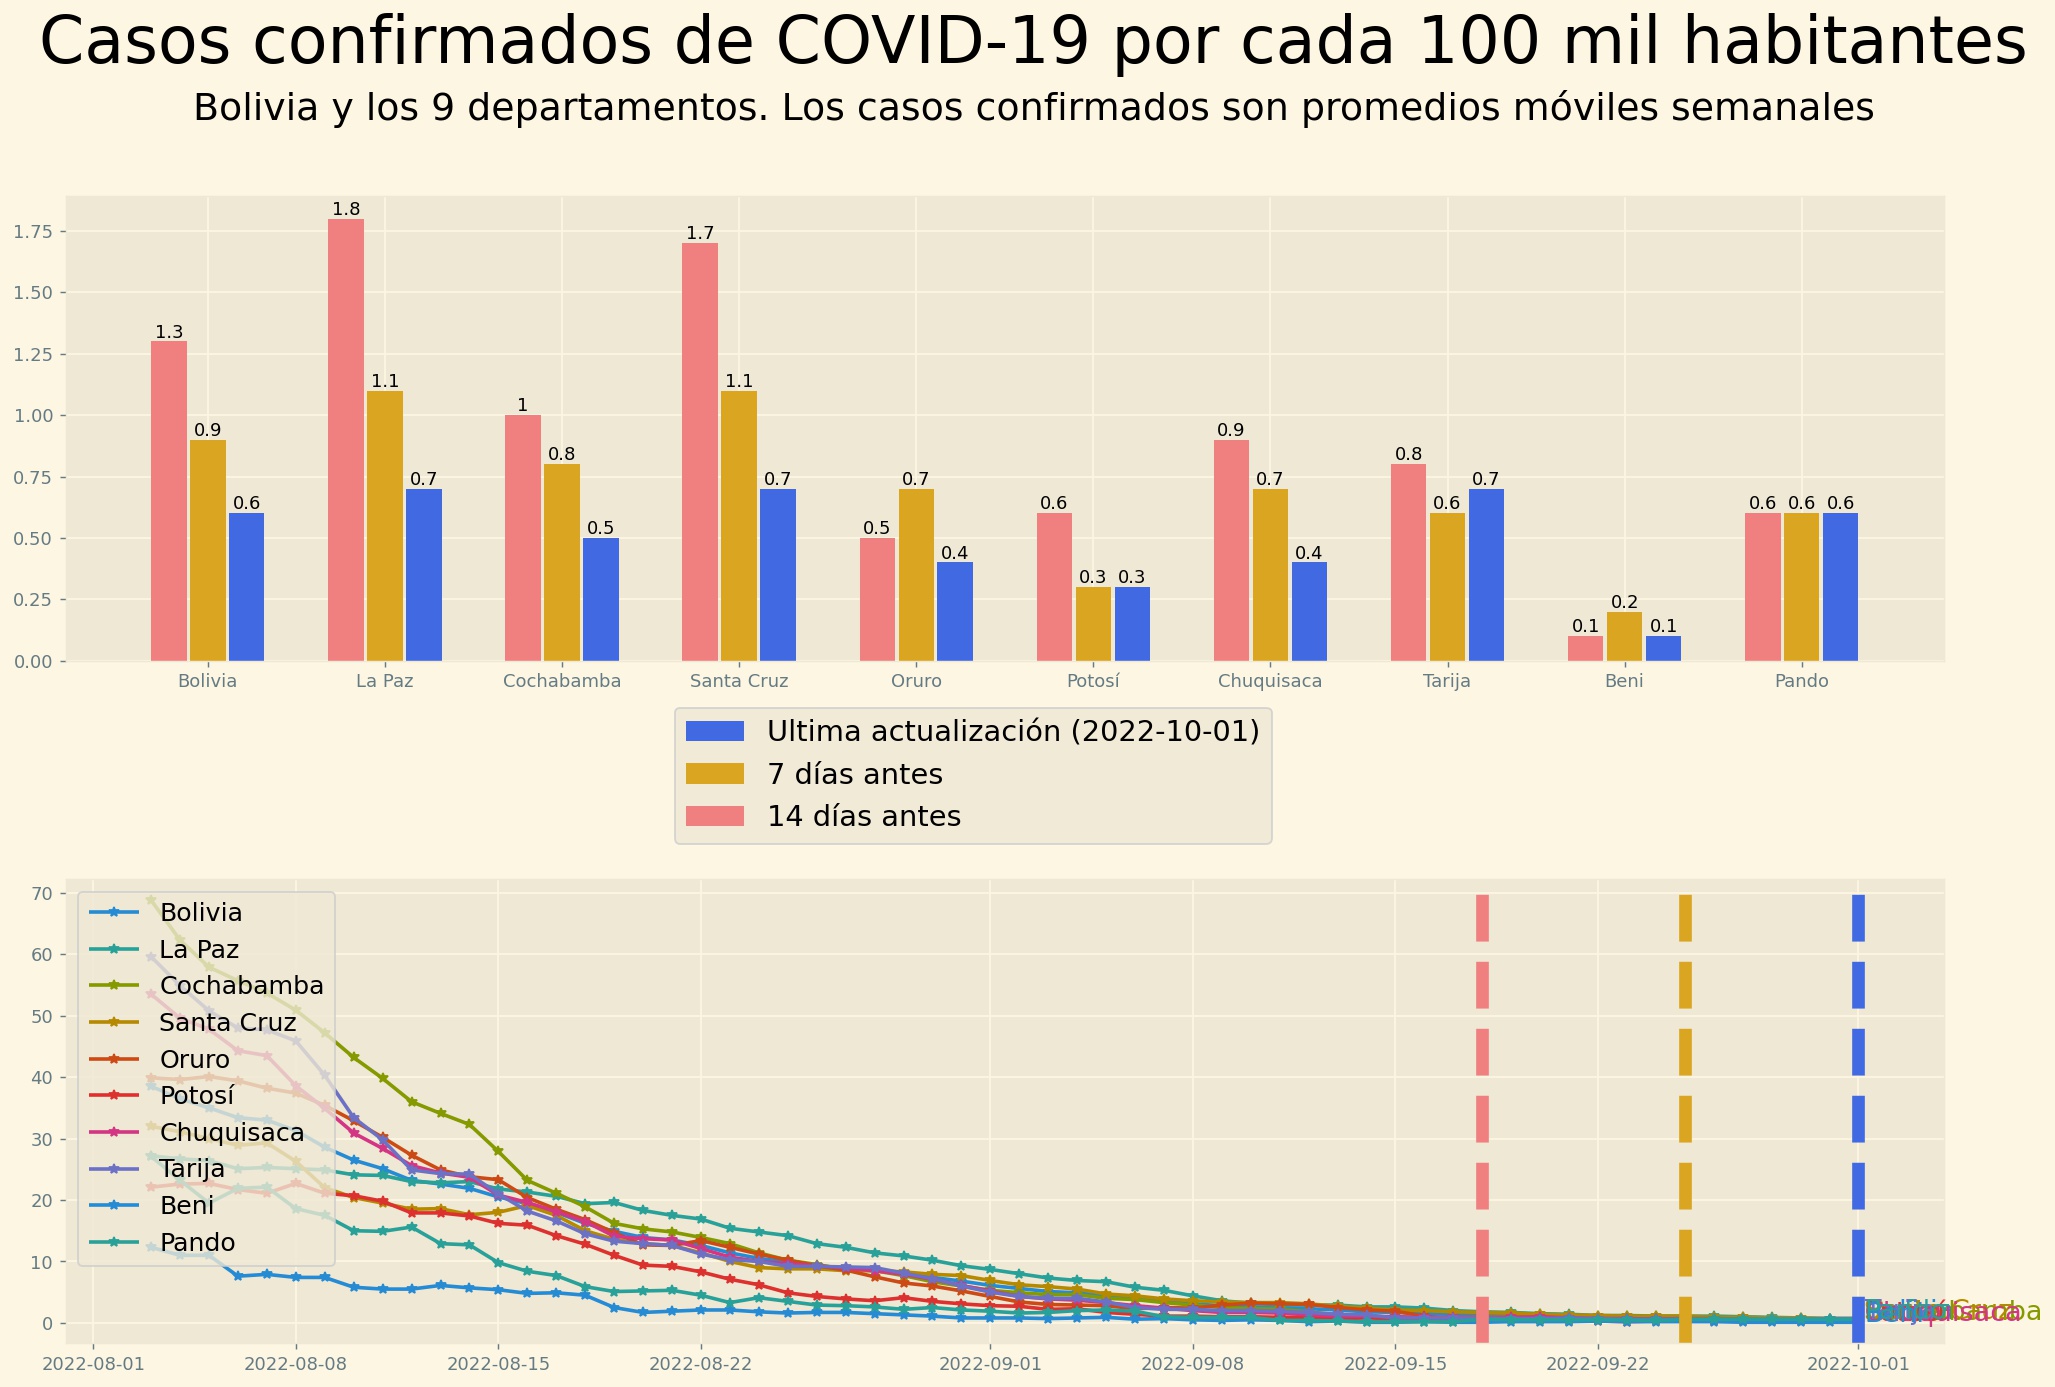 Casos confirmados de COVID-19 por cada 100 mil habitantes
Bolivia y los 9 departamentos. Los casos confirmados son promedios móviles semanales
1.75
1.50
1.25
1.00
0.75
0.50
0.25
0.00
1.3 0.9 0.6
1.8 1.1 0.7
1 0.8 0.5
1.7 1.1 0.7
0.5 0.7 0.4
0.6 0.3 0.3
0.9 0.7 0.4
0.8 0.6 0.7
0.1 0.2 0.1
0.6 0.6 0.6
Bolivia La Paz Cochabamba Santa Cruz Oruro Potosí Chuquisaca Tarija Beni Pando
Ultima actualización (2022-10-01)
7 días antes
14 días antes
70
60
50
40
30
20
10
0
Bolivia
La Paz
Cochabamba
Santa Cruz
Oruro
Potosí
Chuquisaca
Tarija
Beni
Pando
2022-08-01 2022-08-08 2022-08-15 2022-08-22 2022-09-01 2022-09-08 2022-09-15 2022-09-22 2022-10-01